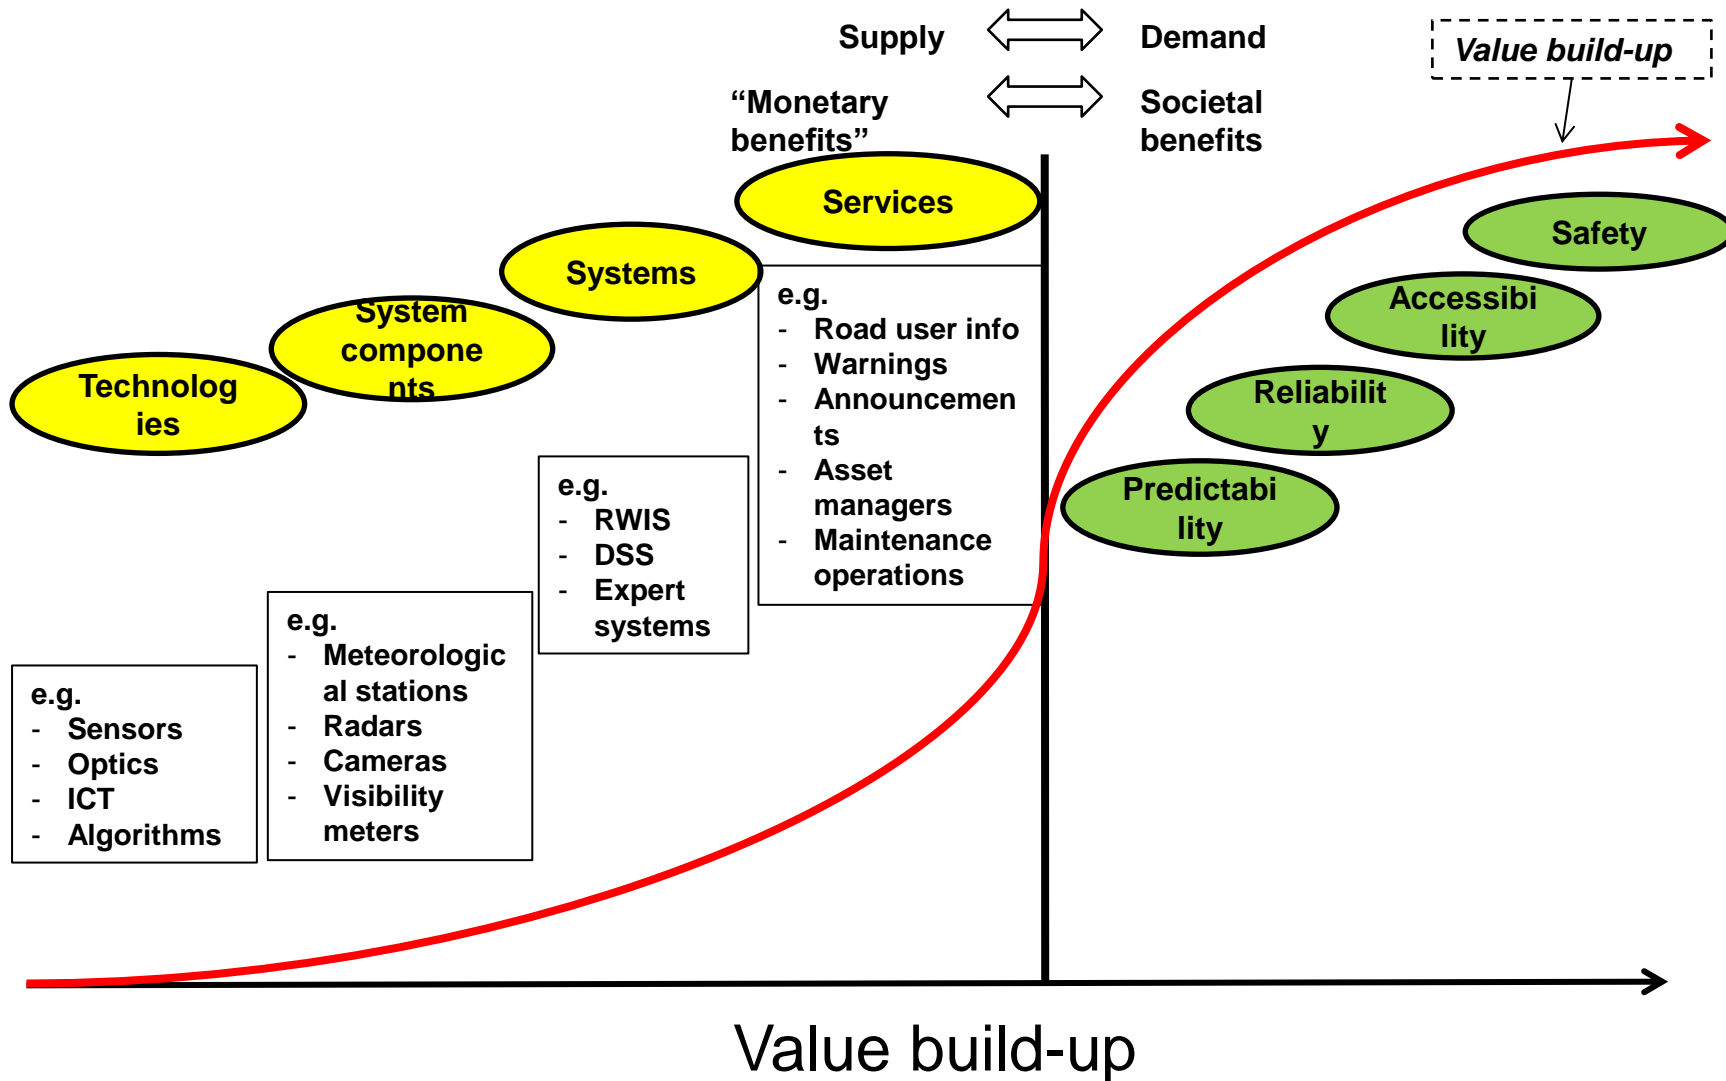 Supply
Demand
Value build-up
“Monetary
benefits”
Societal
benefits
Services
Systems
System
compone
nts
Technolog
ies
Safety
Accessibi
lity
Reliabilit
y
Predictabi
lity
e.g.
- Road user info
- Warnings
- Announcemen
ts
- Asset
managers
- Maintenance
operations
e.g.
- RWIS
- DSS
- Expert
systems
e.g.
- Meteorologic
al stations
- Radars
- Cameras
- Visibility
meters
e.g.
- Sensors
- Optics
- ICT
- Algorithms
Value build-up